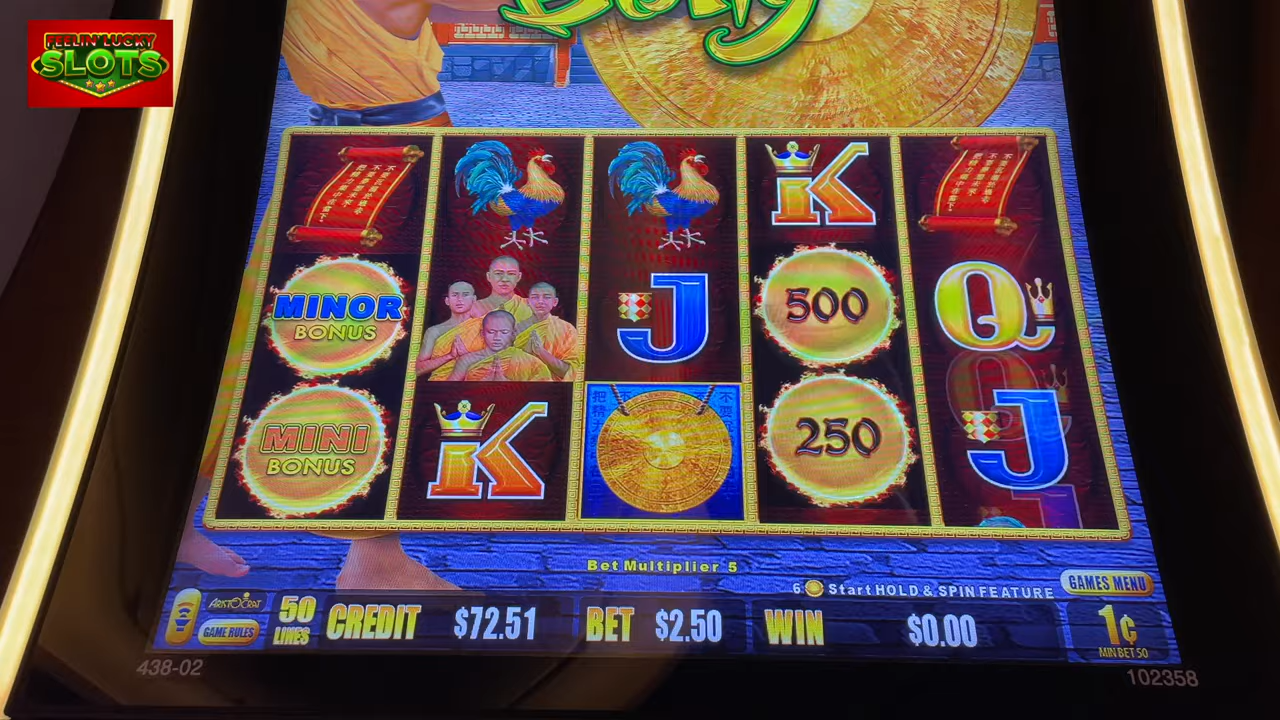 FEELIN' LUCKY
SLOTS
K
MINOR
BONUS
J
500
Q
MINI
BONUS
K
250
J
Bet Multiplier 5
6 Start HOLD & SPIN FEATURE
GAMES MENU
ARISTOCRAT
GAME RULES
50
LINES
CREDIT $72.51
BET $2.50
WIN $0.00
1¢
MIN BET 50
438-02
102358